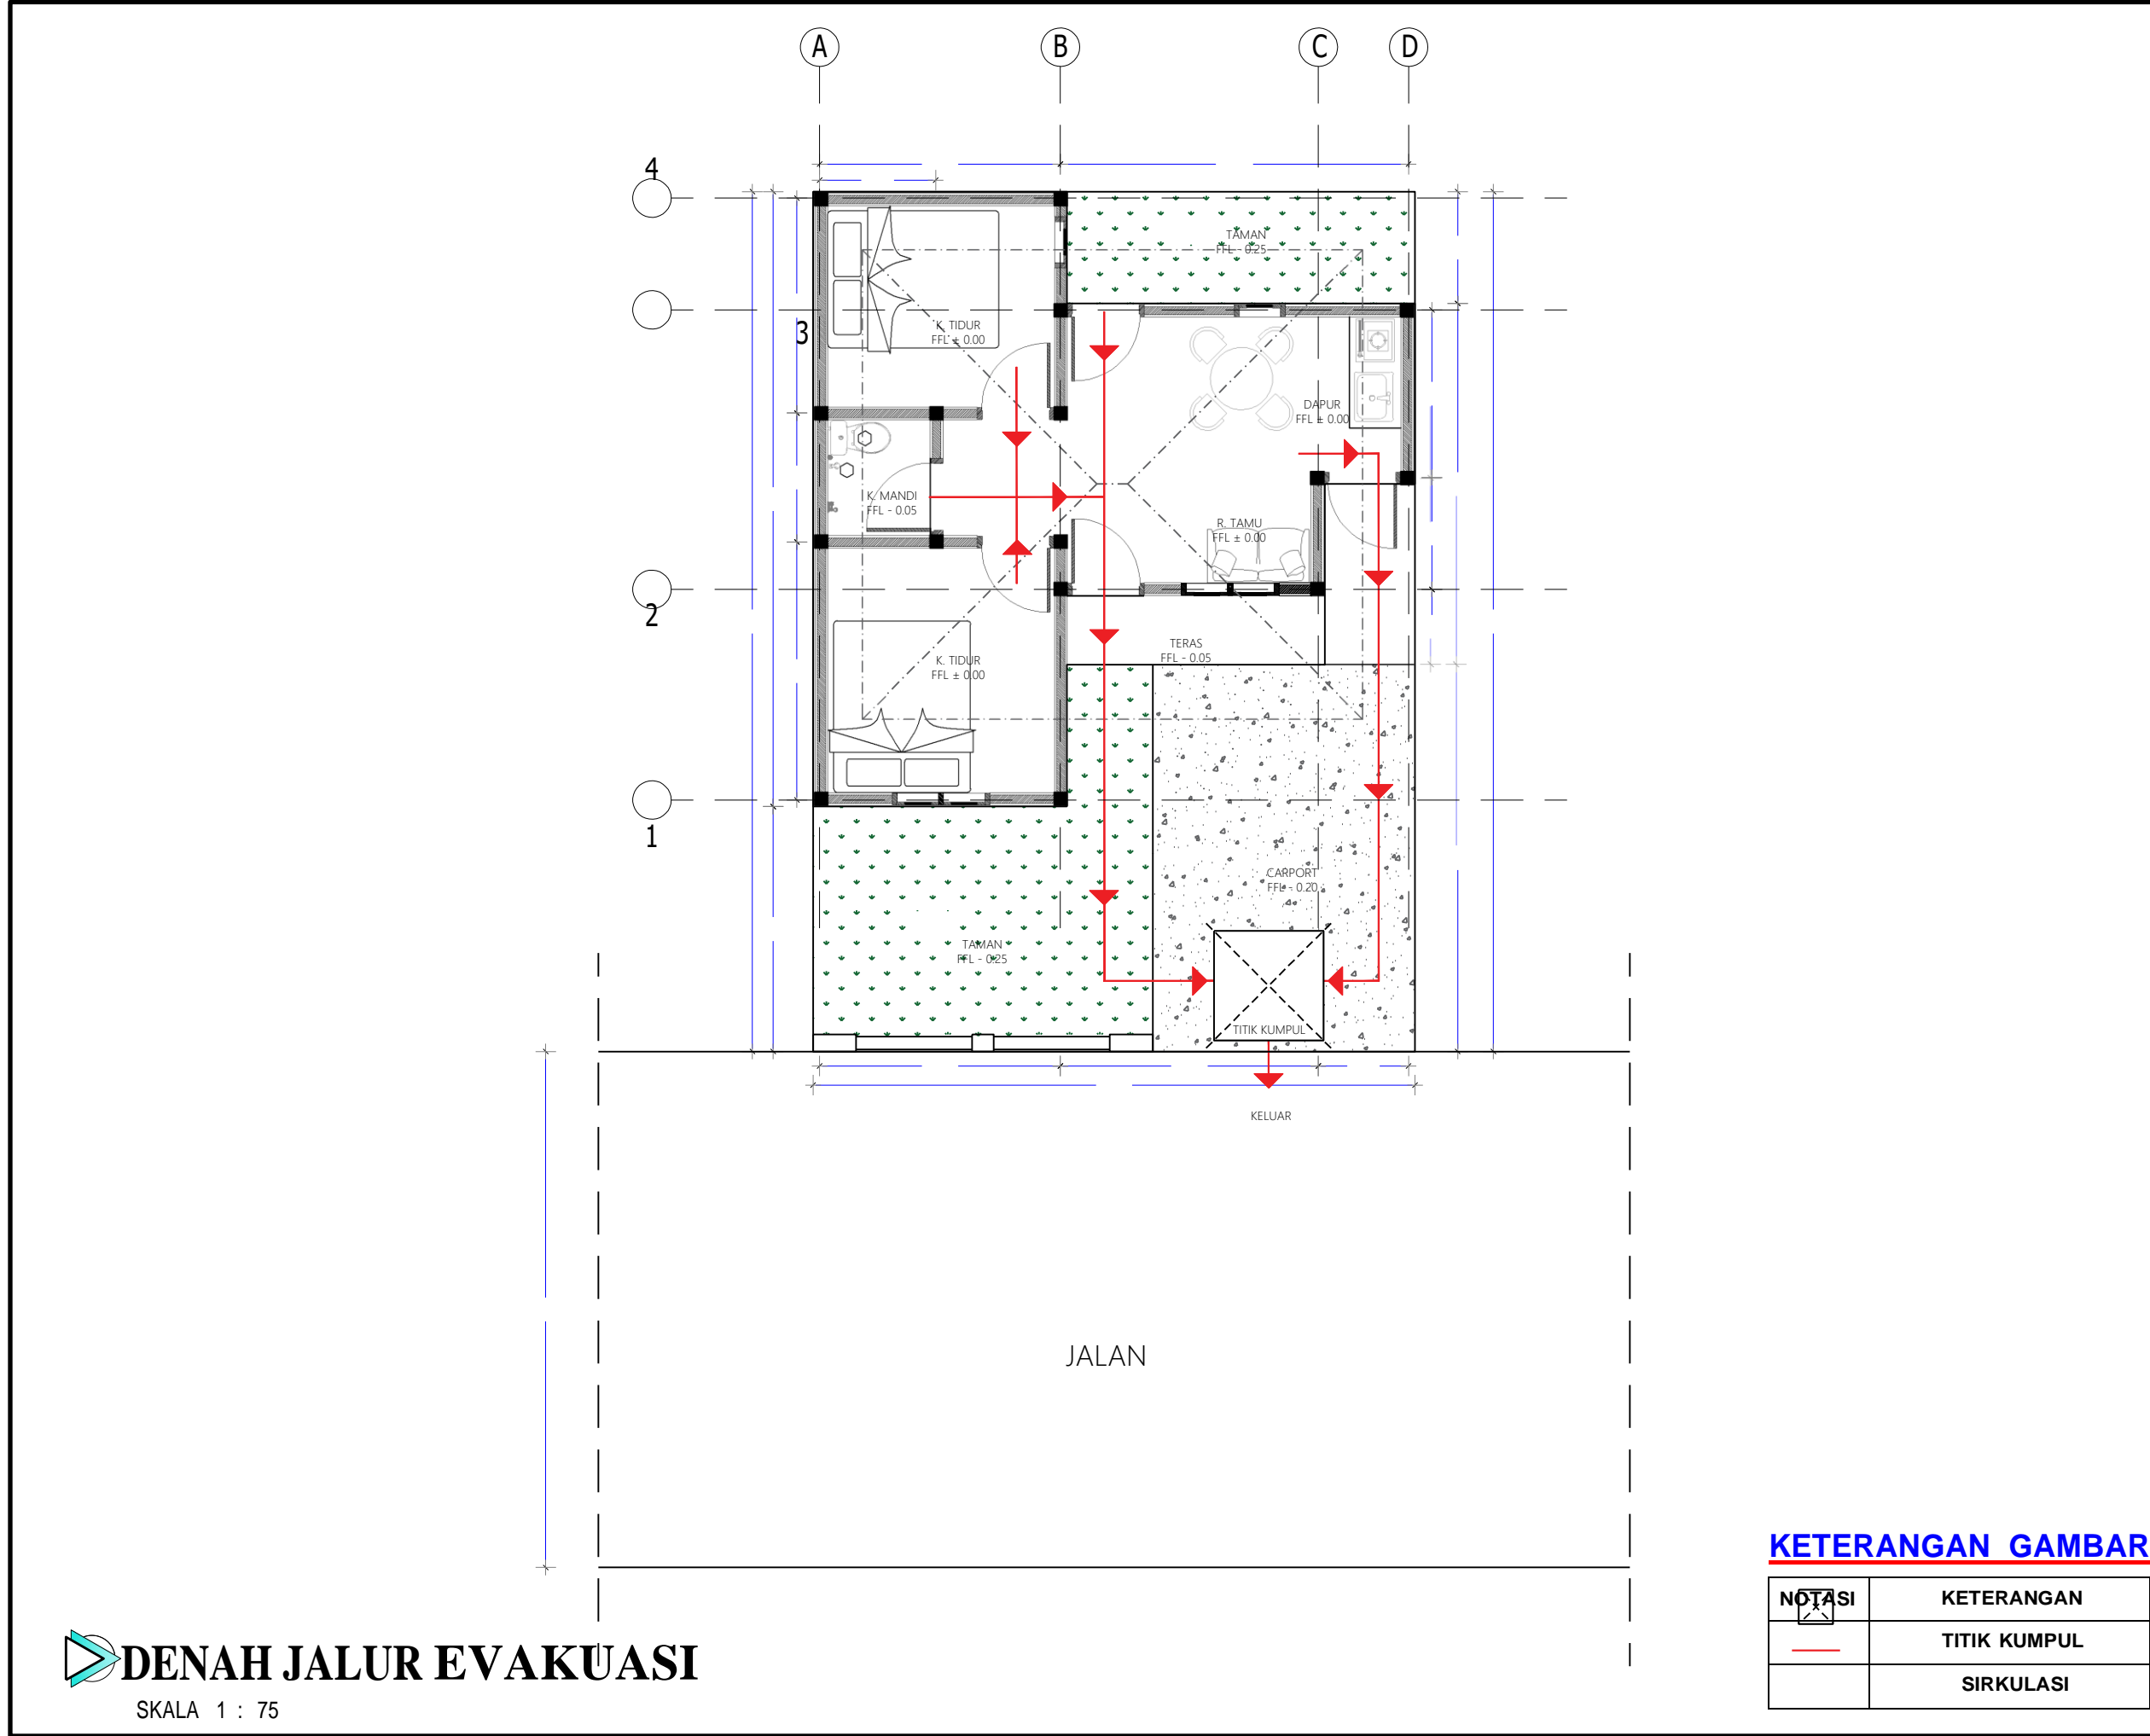 A B C D
4
TAMAN
FFL - 0.25
3
K. TIDUR
FFL ± 0.00
DAPUR
FFL ± 0.00
K. MANDI
FFL - 0.05
R. TAMU
FFL ± 0.00
2
TERAS
FFL - 0.05
K. TIDUR
FFL ± 0.00
1
CARPORT
FFL - 0.20
TAMAN
FFL - 0.25
TITIK KUMPUL
KELUAR
JALAN
KETERANGAN GAMBAR
NOTASI KETERANGAN
TITIK KUMPUL
SIRKULASI
DENAH JALUR EVAKUASI
SKALA 1 : 75